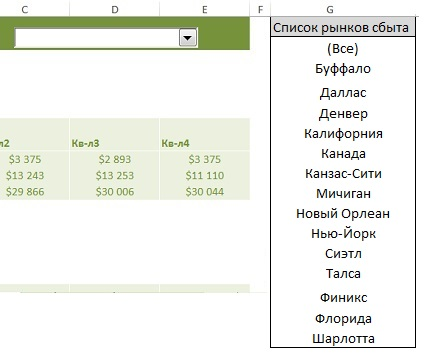 C D E F G
Список рынков сбыта
(Все)
Буффало
Даллас
Денвер
Калифорния
Канада
Канзас-Сити
Мичиган
Новый Орлеан
Нью-Йорк
Сиэтл
Талса
Финикс
Флорида
Шарлотта
л2 Кв-л3 Кв-л4
$3 375 $2 893 $3 375
$13 243 $13 253 $11 110
$29 866 $30 006 $30 044